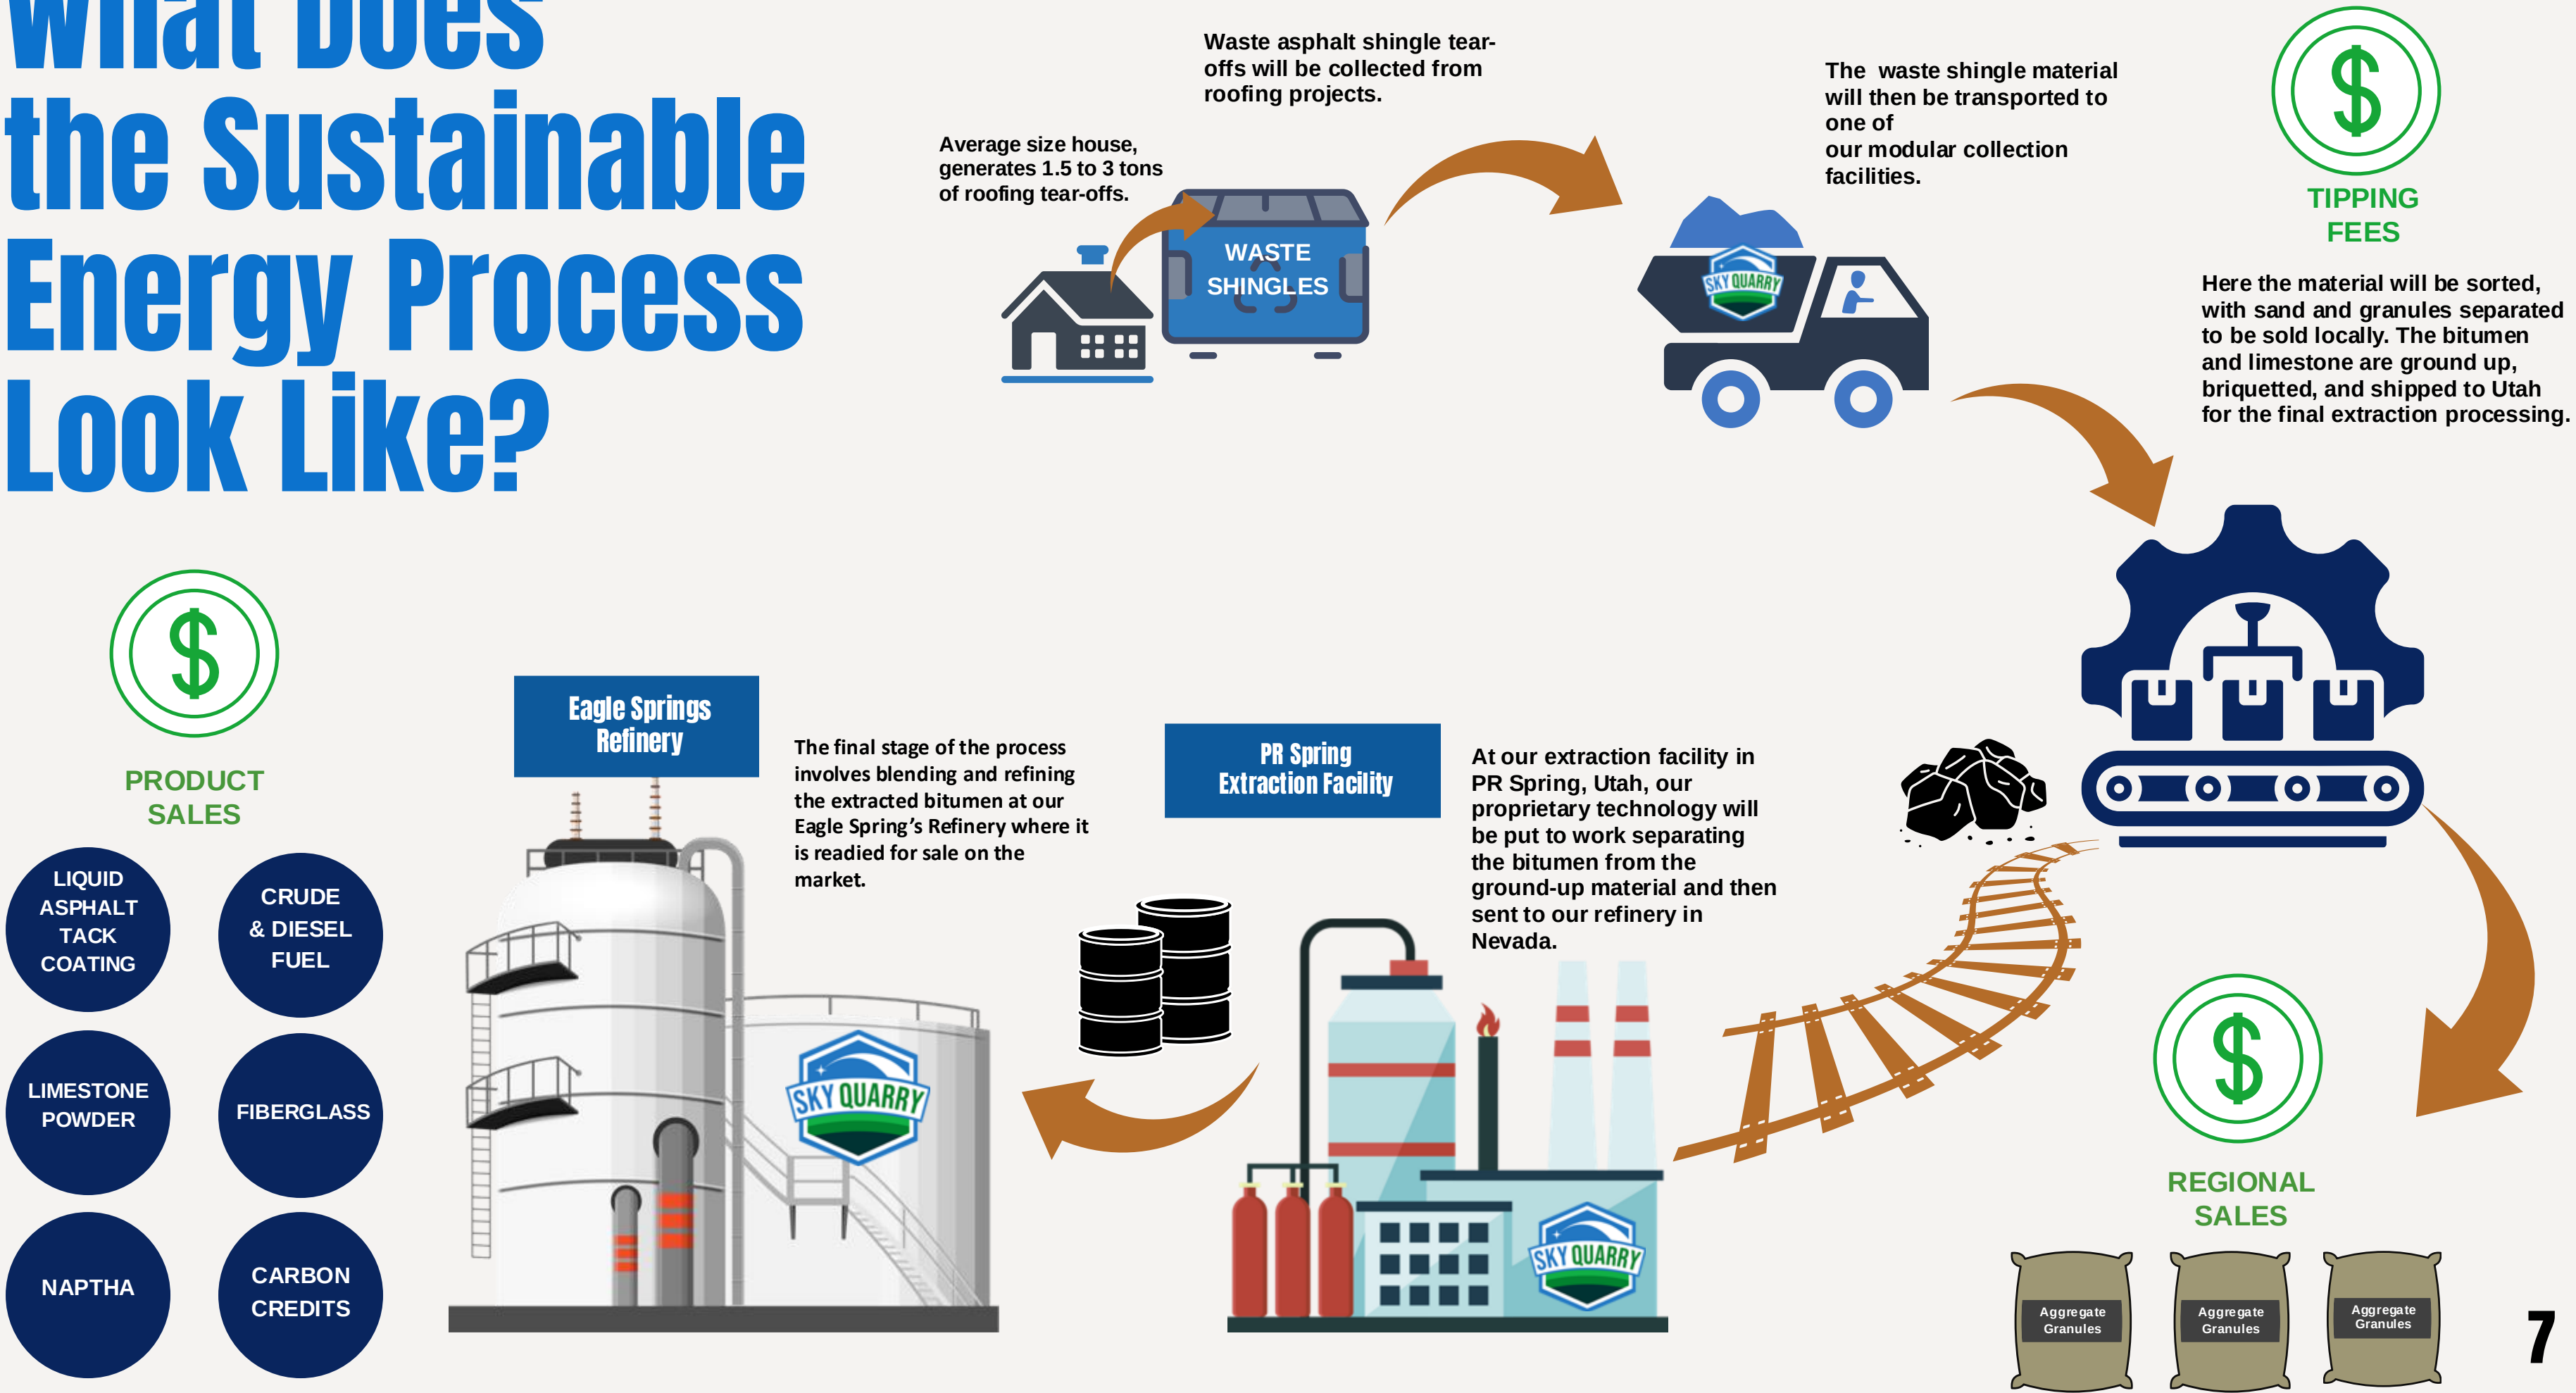 What Does
the Sustainable
Energy Process
Look Like?
Average size house,
generates 1.5 to 3 tons
of roofing tear-offs.
Waste asphalt shingle tear-
offs will be collected from
roofing projects.
WASTE
SHINGLES
The waste shingle material
will then be transported to
one of
our modular collection
facilities.
SKY QUARRY
TIPPING
FEES
Here the material will be sorted,
with sand and granules separated
to be sold locally. The bitumen
and limestone are ground up,
briquetted, and shipped to Utah
for the final extraction processing.
REGIONAL
SALES
Aggregate
Granules
Aggregate
Granules
Aggregate
Granules
PR Spring
Extraction Facility
At our extraction facility in
PR Spring, Utah, our
proprietary technology will
be put to work separating
the bitumen from the
ground-up material and then
sent to our refinery in
Nevada.
SKY QUARRY
Eagle Springs
Refinery
The final stage of the process
involves blending and refining
the extracted bitumen at our
Eagle Spring’s Refinery where it
is readied for sale on the
market.
SKY QUARRY
PRODUCT
SALES
LIQUID
ASPHALT
TACK
COATING
CRUDE
& DIESEL
FUEL
LIMESTONE
POWDER
FIBERGLASS
NAPTHA
CARBON
CREDITS
7